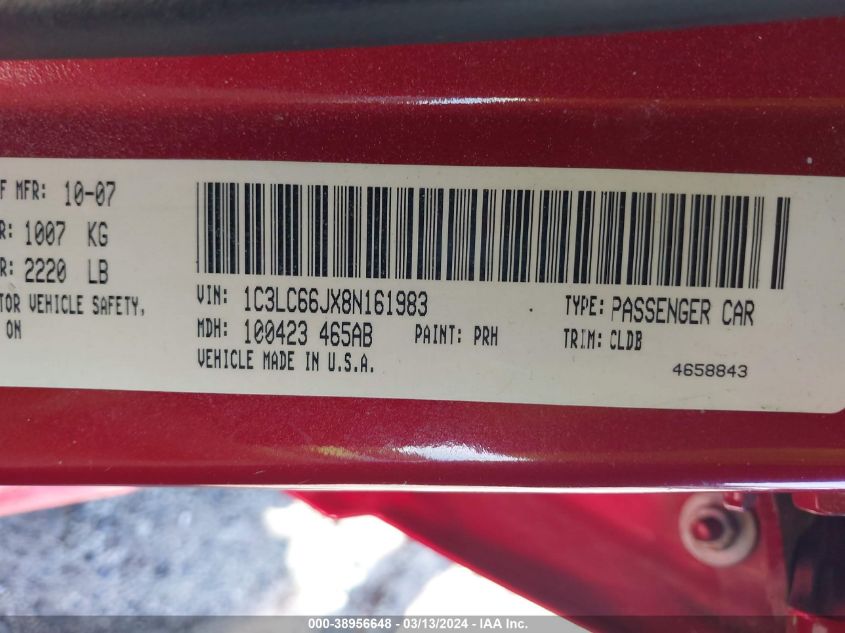 F MFR: 10-07
R: 1007 KG
R: 2220 LB
TOR VEHICLE SAFETY,
ON
VIN: 1C3LC66JX8N161983
TYPE: PASSENGER CAR
MDH: 100423 465AB
PAINT: PRH
TRIM: CLDB
VEHICLE MADE IN U.S.A.
4658843
000-38956648 / 03/13/2024 - IAA Inc.